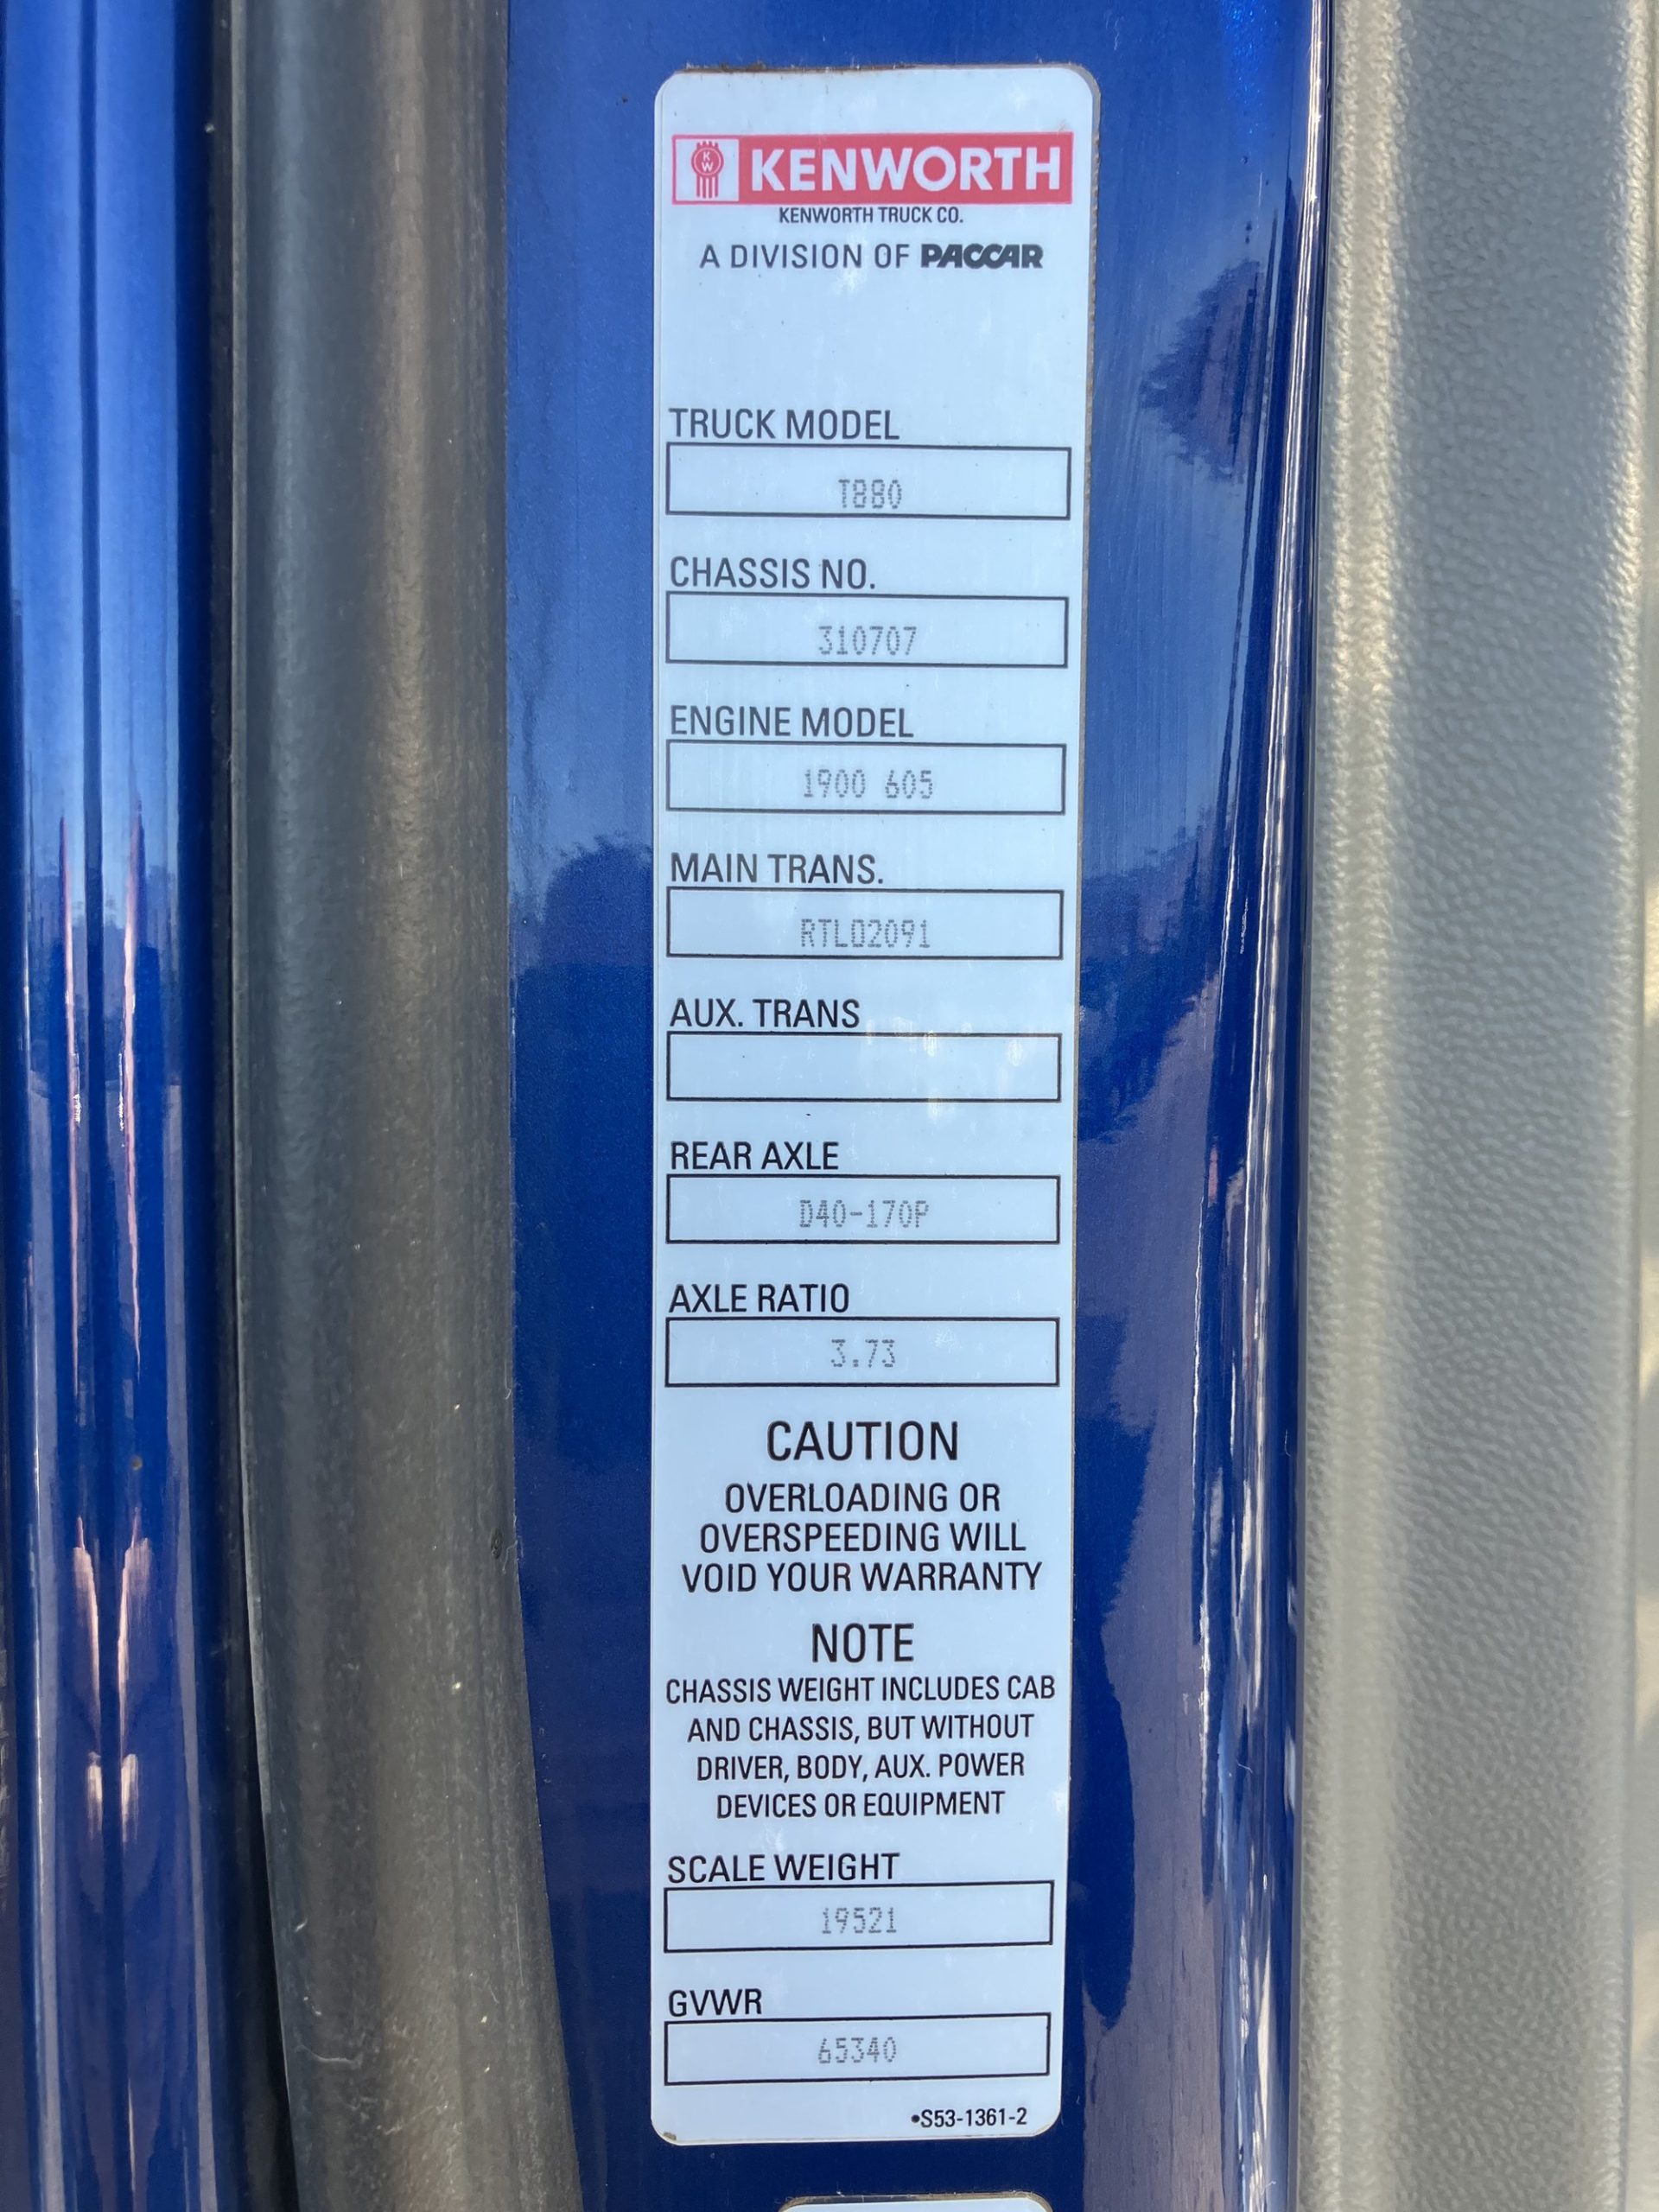 KW KENWORTH
KENWORTH TRUCK CO.
A DIVISION OF PACCAR
TRUCK MODEL
T880
CHASSIS NO.
310707
ENGINE MODEL
1900 605
MAIN TRANS.
RTLO2091
AUX. TRANS
REAR AXLE
D40-170P
AXLE RATIO
3.73
CAUTION
OVERLOADING OR
OVERSPEEDING WILL
VOID YOUR WARRANTY
NOTE
CHASSIS WEIGHT INCLUDES CAB
AND CHASSIS, BUT WITHOUT
DRIVER, BODY, AUX. POWER
DEVICES OR EQUIPMENT
SCALE WEIGHT
19521
GVWR
65340
•S53-1361-2